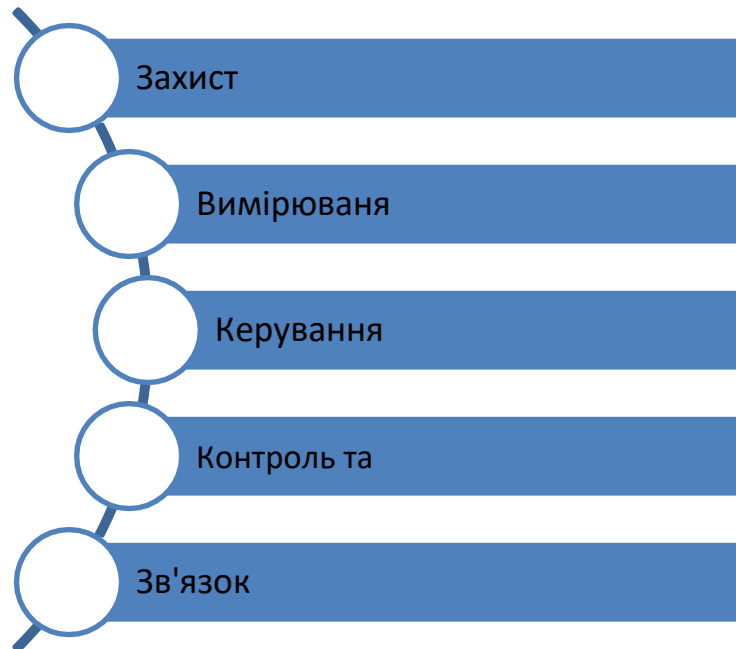 Захист
Вимірюваня
Керування
Контроль та
Зв'язок